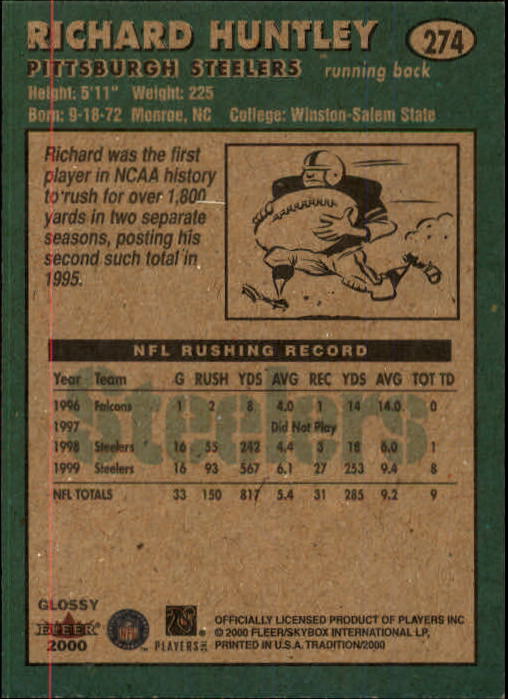 RICHARD HUNTLEY 274
PITTSBURGH STEELERS running back
Height: 5'11" Weight: 225
Born: 9-18-72 Monroe, NC College: Winston-Salem State
Richard was the first
player in NCAA history
to rush for over 1,800
yards in two separate
seasons, posting his
second such total in
1995.
NFL RUSHING RECORD
Steelers
Year Team G RUSH YDS AVG REC YDS AVG TOT TD
1996 Falcons 1 2 8 4.0 1 14 14.0 0
1997 Did Not Play
1998 Steelers 16 55 242 4.4 3 18 6.0 1
1999 Steelers 16 93 567 6.1 27 253 9.4 8
NFL TOTALS 33 150 817 5.4 31 285 9.2 9
GLOSSY
FLEER
2000
NFL
PLAYERS INC
OFFICIALLY LICENSED PRODUCT OF PLAYERS INC
© 2000 FLEER/SKYBOX INTERNATIONAL LP,
PRINTED IN U.S.A. TRADITION/2000